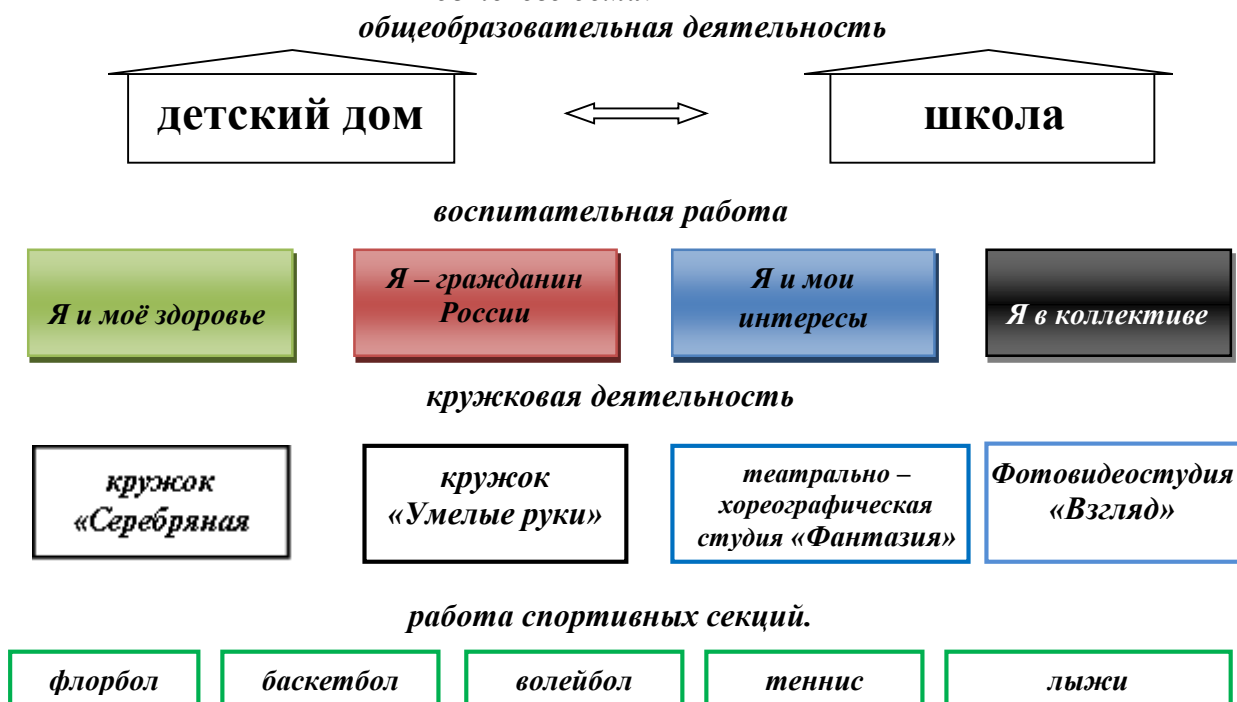 общеобразовательная деятельность
детский дом
школа
воспитательная работа
Я и моё здоровье
Я – гражданин
России
Я и мои
интересы
Я в коллективе
кружковая деятельность
кружок
«Серебряная
кружок
«Умелые руки»
театрально –
хореографическая
студия «Фантазия»
Фотовидеостудия
«Взгляд»
работа спортивных секций.
флорбол
баскетбол
волейбол
теннис
лыжи